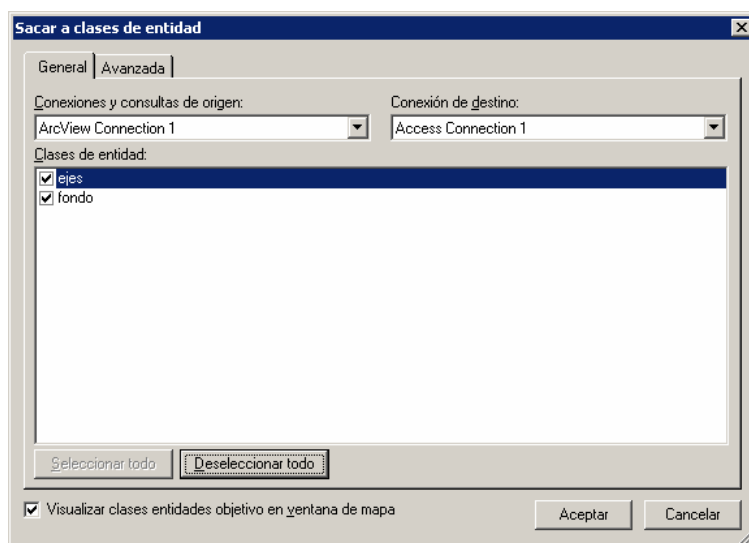 Sacar a clases de entidad
General Avanzada
Conexiones y consultas de origen: Conexión de destino:
ArcView Connection 1 Access Connection 1
Clases de entidad:
ejes
fondo
Seleccionar todo Deseleccionar todo
Visualizar clases entidades objetivo en ventana de mapa Aceptar Cancelar